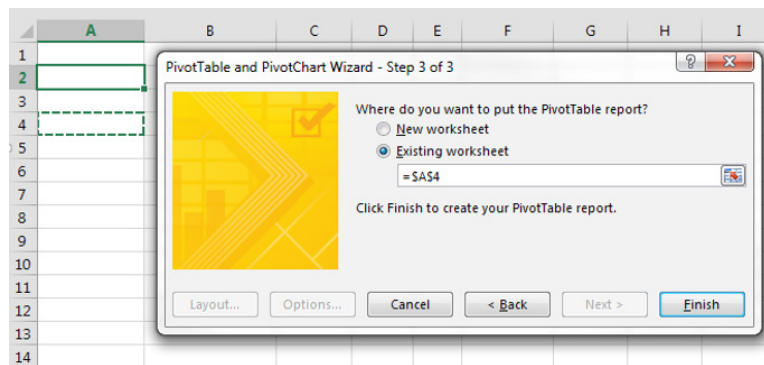 A B C D E F G H I
1
PivotTable and PivotChart Wizard - Step 3 of 3
2
3
Where do you want to put the PivotTable report?
4
New worksheet
5
Existing worksheet
6
=$A$4
7
8
Click Finish to create your PivotTable report.
9
10
11
12
Layout... Options... Cancel < Back Next > Finish
13
14